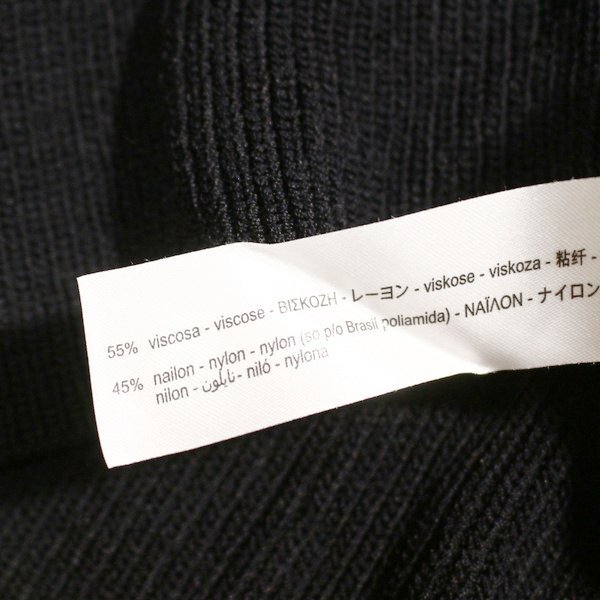 55% viscosa - viscose - ΒΙΣΚΟΖΗ - レーヨン - viskose - viskoza - 粘纤 -
45% nailon - nylon - nylon (so p/o Brasil poliamida) - ΝΑΪΛΟΝ - ナイロン
nilon - نايلون - niló - nylona